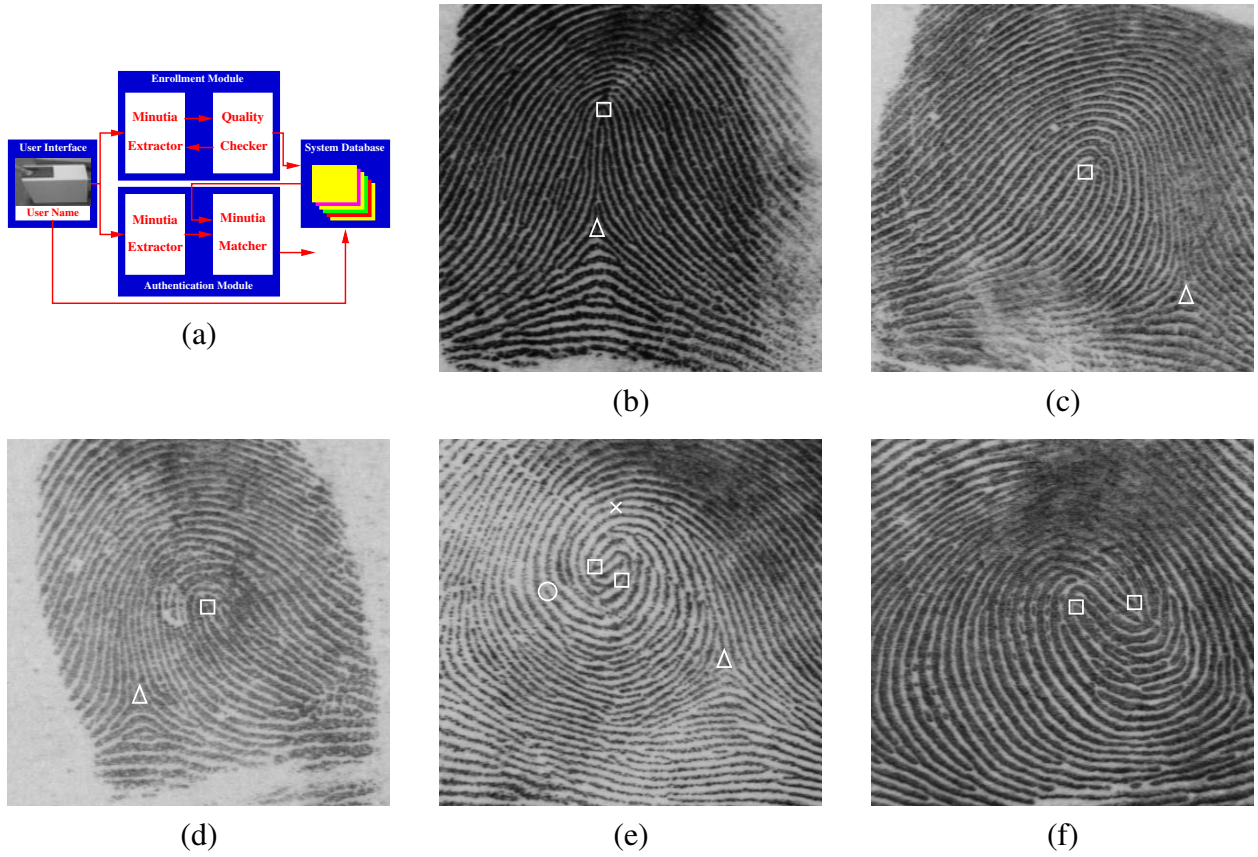 Enrollment Module
Minutia
Quality
Extractor
Checker
User Interface
System Database
User Name
Minutia
Minutia
Extractor
Matcher
Authentication Module
(a)
(b)
(c)
(d)
(e)
(f)